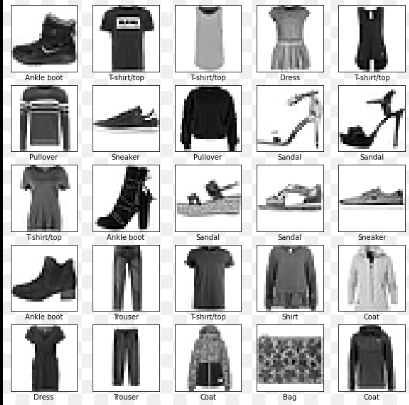 Ankle boot
T-shirt/top
T-shirt/top
Dress
T-shirt/top
Pullover
Sneaker
Pullover
Sandal
Sandal
T-shirt/top
Ankle boot
Sandal
Sandal
Sneaker
Ankle boot
Trouser
T-shirt/top
Shirt
Coat
Dress
Trouser
Coat
Bag
Coat